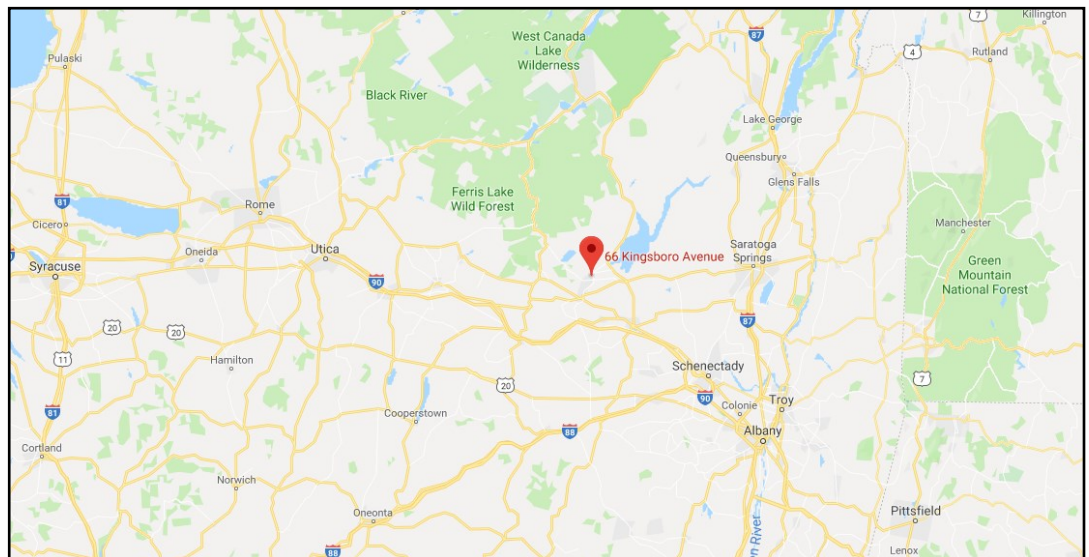 Killington
7
87
West Canada
Lake
Wilderness
4
Rutland
Pulaski
Black River
Lake George
Queensbury
Glens Falls
Ferris Lake
Wild Forest
81
Rome
Cicero
Manchester
Utica
Oneida
Saratoga
Springs
66 Kingsboro Avenue
Syracuse
Green
Mountain
National Forest
90
20
20
87
11
Hamilton
Schenectady
7
20
90
Colonie
Troy
81
Cooperstown
88
Albany
Cortland
Norwich
Oneonta
Pittsfield
88
on River
Lenox